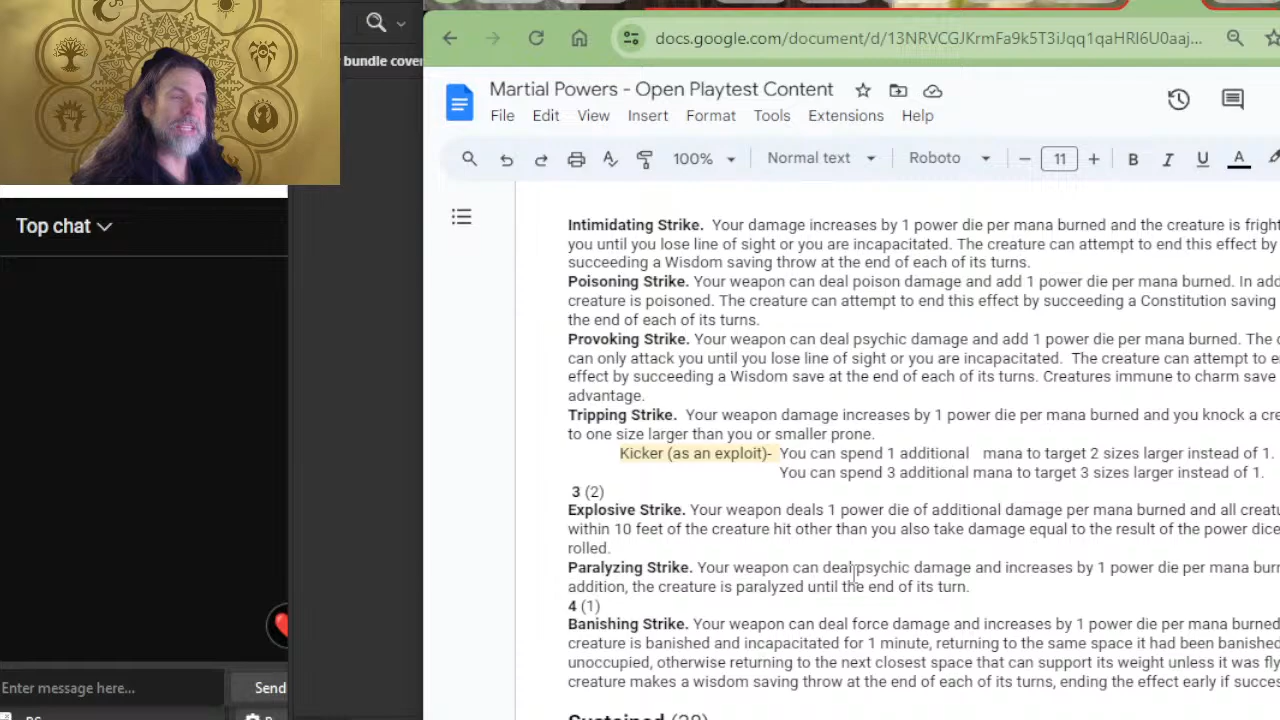 bundle cover
docs.google.com/document/d/13NRVCGJKrmFa9k5T3iJqq1qaHRI6U0aaj...
Martial Powers - Open Playtest Content
File Edit View Insert Format Tools Extensions Help
100% Normal text Roboto 11 B I U A
Top chat
Intimidating Strike. Your damage increases by 1 power die per mana burned and the creature is fright
you until you lose line of sight or you are incapacitated. The creature can attempt to end this effect by
succeeding a Wisdom saving throw at the end of each of its turns.
Poisoning Strike. Your weapon can deal poison damage and add 1 power die per mana burned. In add
creature is poisoned. The creature can attempt to end this effect by succeeding a Constitution saving
the end of each of its turns.
Provoking Strike. Your weapon can deal psychic damage and add 1 power die per mana burned. The c
can only attack you until you lose line of sight or you are incapacitated. The creature can attempt to e
effect by succeeding a Wisdom save at the end of each of its turns. Creatures immune to charm save
advantage.
Tripping Strike. Your weapon damage increases by 1 power die per mana burned and you knock a cre
to one size larger than you or smaller prone.
Kicker (as an exploit)- You can spend 1 additional mana to target 2 sizes larger instead of 1.
You can spend 3 additional mana to target 3 sizes larger instead of 1.
3 (2)
Explosive Strike. Your weapon deals 1 power die of additional damage per mana burned and all creatu
within 10 feet of the creature hit other than you also take damage equal to the result of the power dice
rolled.
Paralyzing Strike. Your weapon can deal psychic damage and increases by 1 power die per mana burn
addition, the creature is paralyzed until the end of its turn.
4 (1)
Banishing Strike. Your weapon can deal force damage and increases by 1 power die per mana burned
creature is banished and incapacitated for 1 minute, returning to the same space it had been banished
unoccupied, otherwise returning to the next closest space that can support its weight unless it was fly
creature makes a wisdom saving throw at the end of each of its turns, ending the effect early if succes
Enter message here... Send